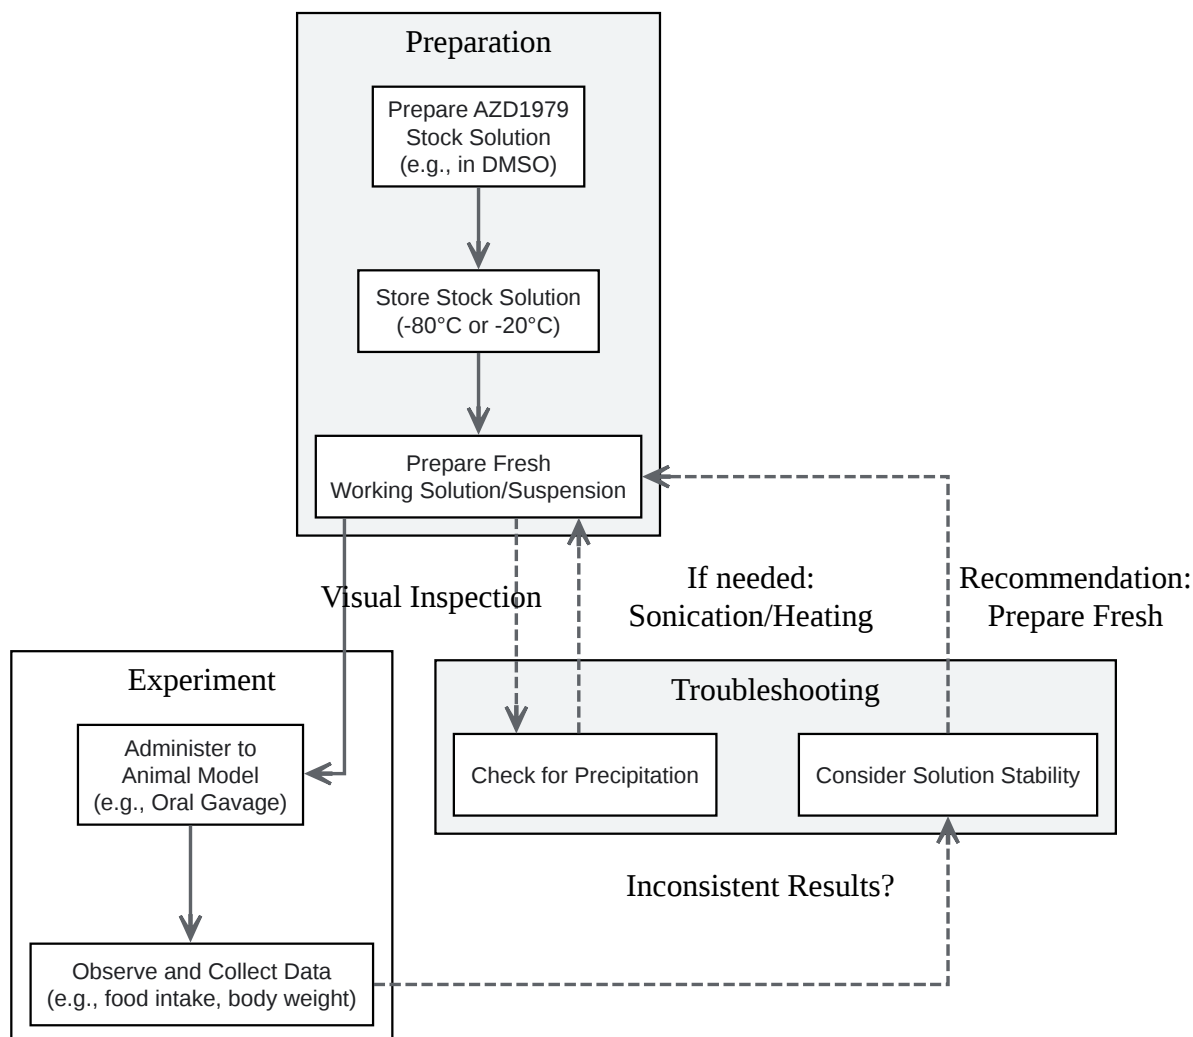 Preparation
Prepare AZD1979
Stock Solution
(e.g., in DMSO)
Store Stock Solution
(-80°C or -20°C)
Prepare Fresh
Working Solution/Suspension
Visual Inspection
If needed:
Sonication/Heating
Recommendation:
Prepare Fresh
Experiment
Administer to
Animal Model
(e.g., Oral Gavage)
Observe and Collect Data
(e.g., food intake, body weight)
Troubleshooting
Check for Precipitation
Consider Solution Stability
Inconsistent Results?